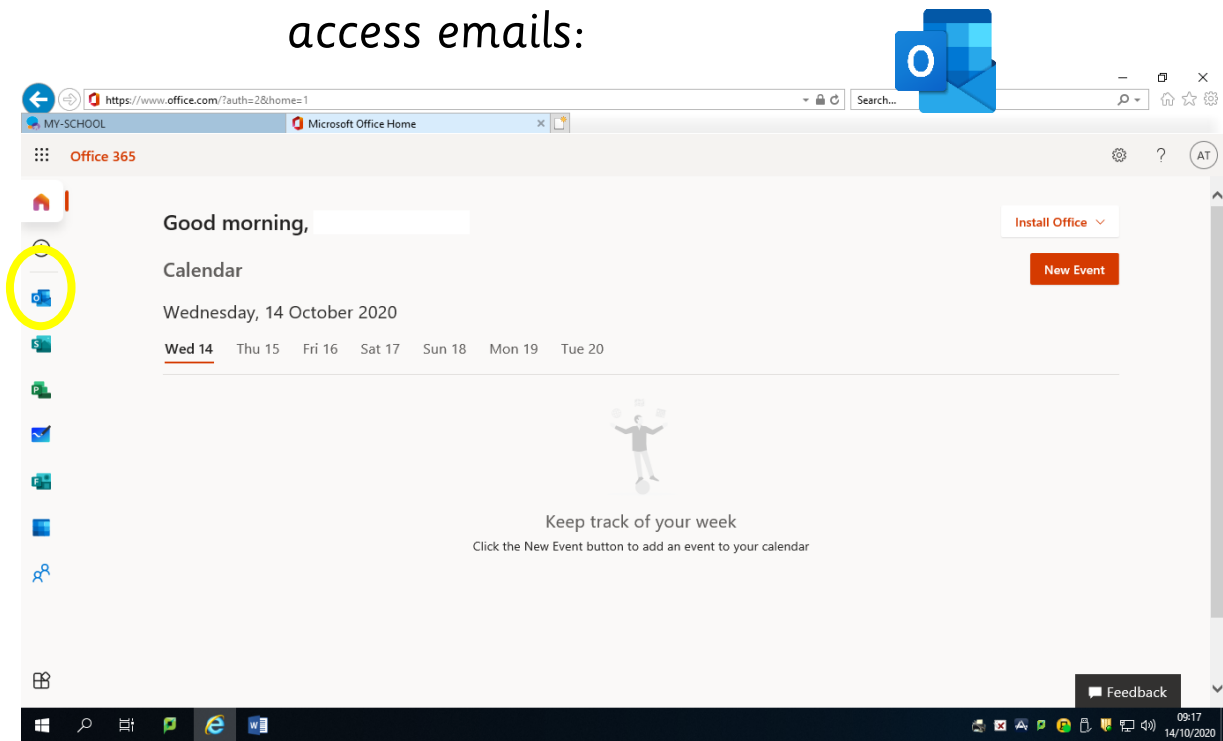 access emails:
https://www.office.com/?auth=2&home=1
Search...
MY-SCHOOL
Microsoft Office Home
Office 365
? AT
Good morning,
Install Office
Calendar
New Event
Wednesday, 14 October 2020
Wed 14 Thu 15 Fri 16 Sat 17 Sun 18 Mon 19 Tue 20
Keep track of your week
Click the New Event button to add an event to your calendar
Feedback
09:17
14/10/2020